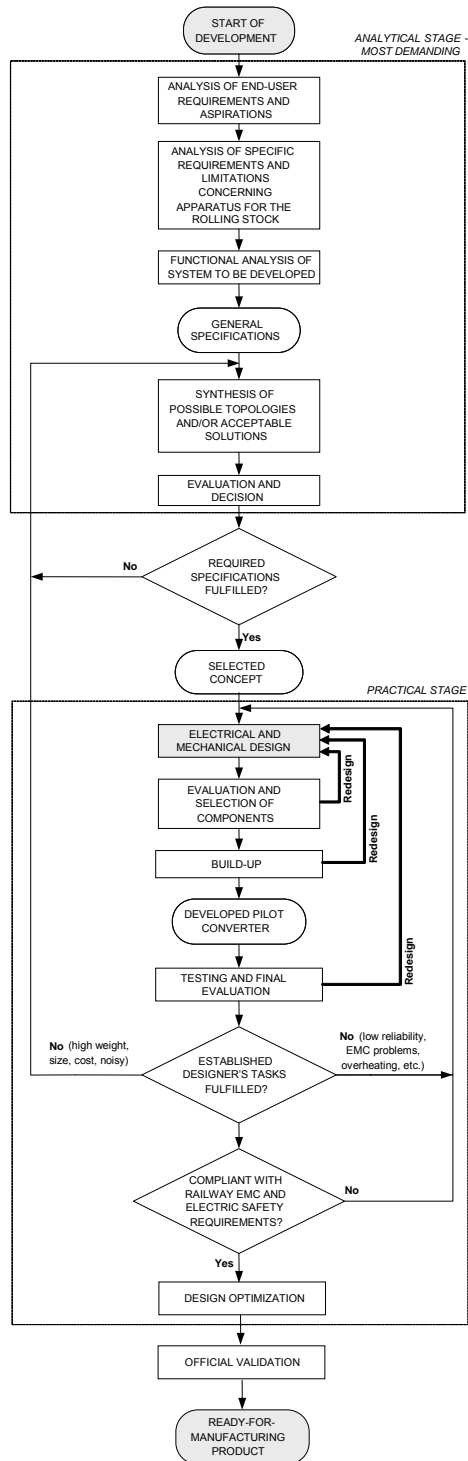 START OF
DEVELOPMENT
ANALYTICAL STAGE -
MOST DEMANDING
ANALYSIS OF END-USER
REQUIREMENTS AND
ASPIRATIONS
ANALYSIS OF SPECIFIC
REQUIREMENTS AND
LIMITATIONS
CONCERNING
APPARATUS FOR THE
ROLLING STOCK
FUNCTIONAL ANALYSIS OF
SYSTEM TO BE DEVELOPED
GENERAL
SPECIFICATIONS
SYNTHESIS OF
POSSIBLE TOPOLOGIES
AND/OR ACCEPTABLE
SOLUTIONS
EVALUATION AND
DECISION
No
REQUIRED
SPECIFICATIONS
FULFILLED?
Yes
SELECTED
CONCEPT
PRACTICAL STAGE
ELECTRICAL AND
MECHANICAL DESIGN
Redesign
EVALUATION AND
SELECTION OF
COMPONENTS
Redesign
BUILD-UP
DEVELOPED PILOT
CONVERTER
Redesign
TESTING AND FINAL
EVALUATION
No (high weight,
size, cost, noisy)
ESTABLISHED
DESIGNER'S TASKS
FULFILLED?
No (low reliability,
EMC problems,
overheating, etc.)
COMPLIANT WITH
RAILWAY EMC AND
ELECTRIC SAFETY
REQUIREMENTS?
No
Yes
DESIGN OPTIMIZATION
OFFICIAL VALIDATION
READY-FOR-
MANUFACTURING
PRODUCT